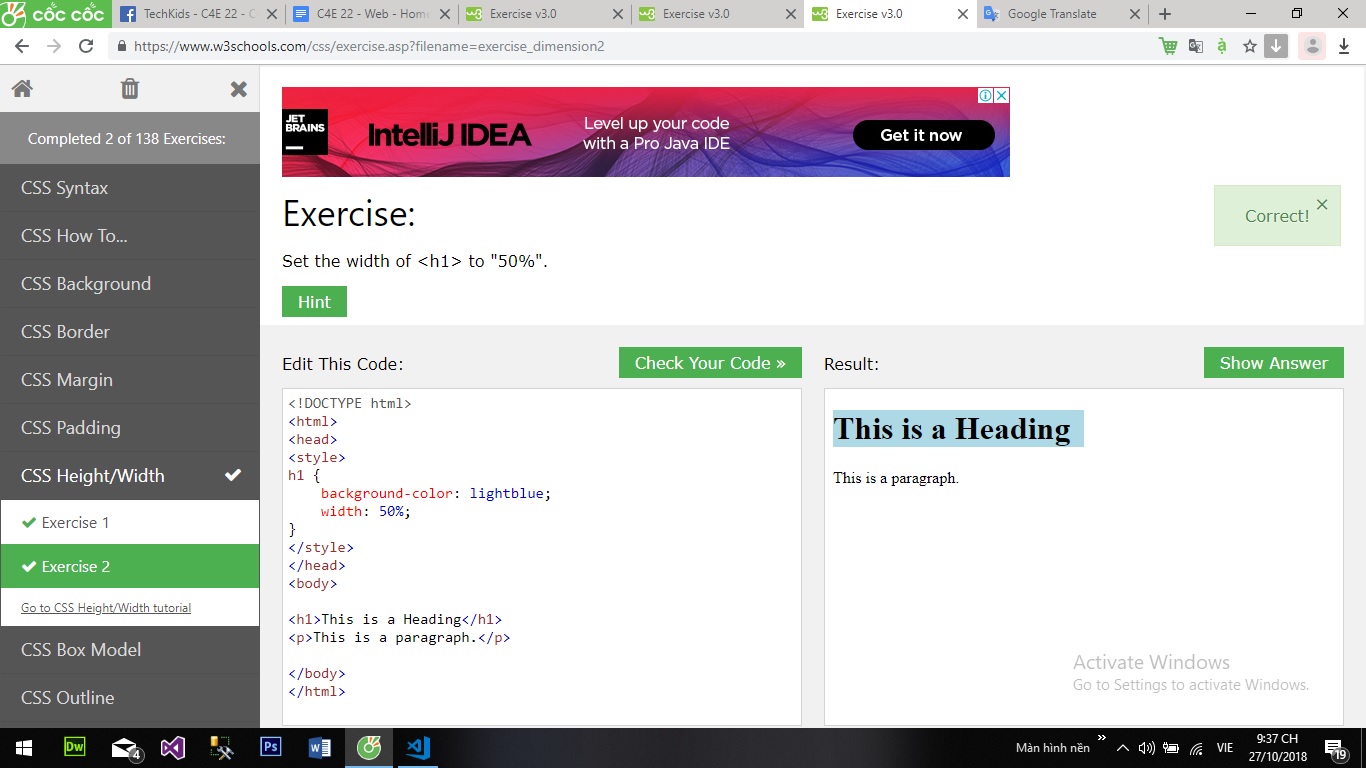 cốc cốc
TechKids - C4E 22 - C
C4E 22 - Web - Hom
Exercise v3.0
Exercise v3.0
Exercise v3.0
Google Translate
https://www.w3schools.com/css/exercise.asp?filename=exercise_dimension2
Completed 2 of 138 Exercises:
CSS Syntax
CSS How To...
CSS Background
CSS Border
CSS Margin
CSS Padding
CSS Height/Width
Exercise 1
Exercise 2
Go to CSS Height/Width tutorial
CSS Box Model
CSS Outline
JET
BRAINS
IntelliJ IDEA
Level up your code
with a Pro Java IDE
Get it now
Exercise:
Correct!
Set the width of <h1> to "50%".
Hint
Edit This Code:
Check Your Code »
Result:
Show Answer
<!DOCTYPE html>
<html>
<head>
<style>
h1 {
    background-color: lightblue;
    width: 50%;
}
</style>
</head>
<body>
<h1>This is a Heading</h1>
<p>This is a paragraph.</p>
</body>
</html>
This is a Heading
This is a paragraph.
Activate Windows
Go to Settings to activate Windows.
Dw
4
Ps
Màn hình nền
VIE
9:37 CH
27/10/2018
19